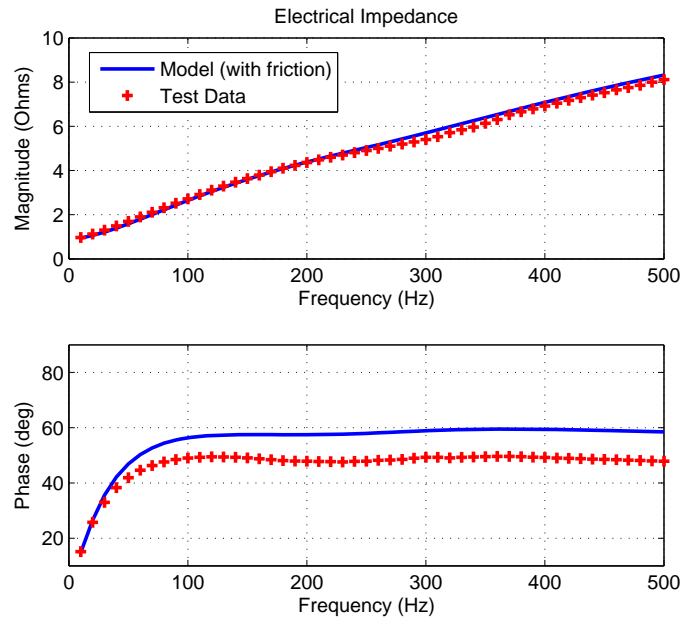 Electrical Impedance
10
8
6
4
2
0
Magnitude (Ohms)
Model (with friction)
Test Data
0 100 200 300 400 500
Frequency (Hz)
80
60
40
20
Phase (deg)
0 100 200 300 400 500
Frequency (Hz)